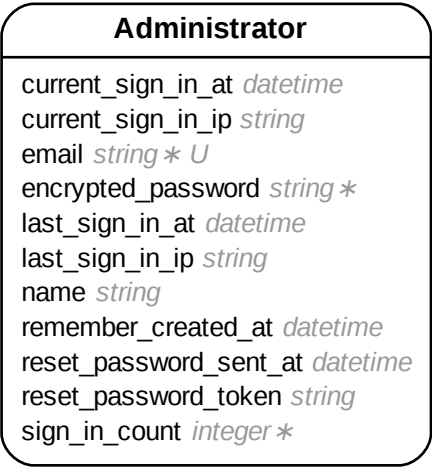 Administrator
current_sign_in_at datetime
current_sign_in_ip string
email string ∗ U
encrypted_password string ∗
last_sign_in_at datetime
last_sign_in_ip string
name string
remember_created_at datetime
reset_password_sent_at datetime
reset_password_token string
sign_in_count integer ∗